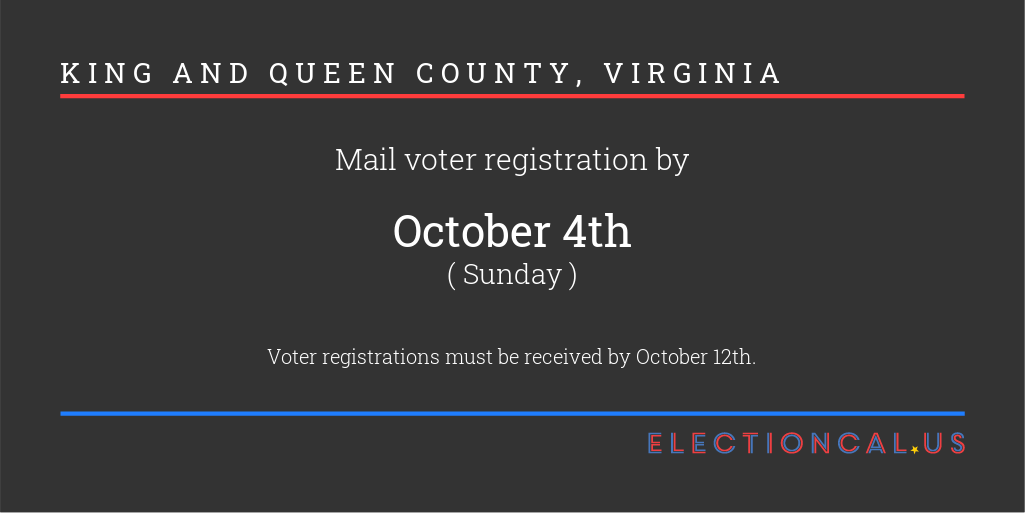 KING AND QUEEN COUNTY, VIRGINIA
Mail voter registration by
October 4th
( Sunday )
Voter registrations must be received by October 12th.
ELECTIONCAL.US